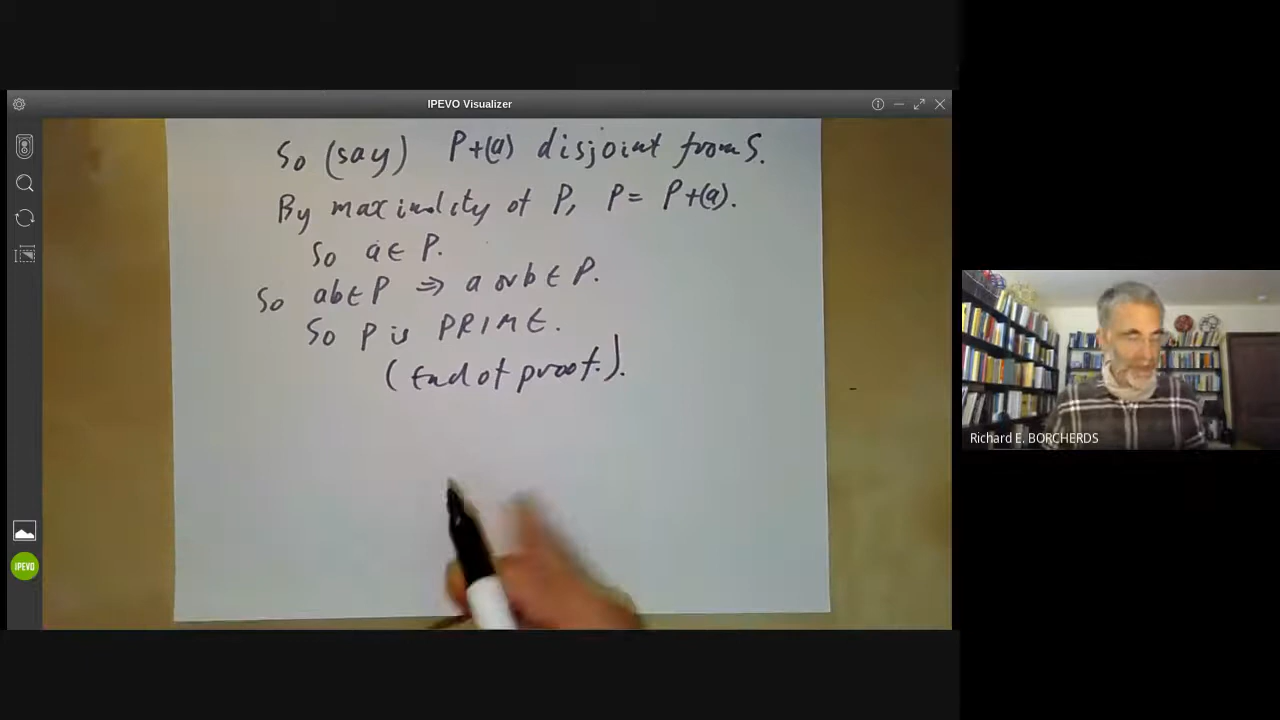 IPEVO Visualizer
So (say) P+(a) disjoint from S.
By maximality of P, P = P+(a).
So a ∈ P.
So ab ∈ P ⇒ a or b ∈ P.
So P is PRIME.
(End of proof.).
IPEVO
Richard E. BORCHERDS